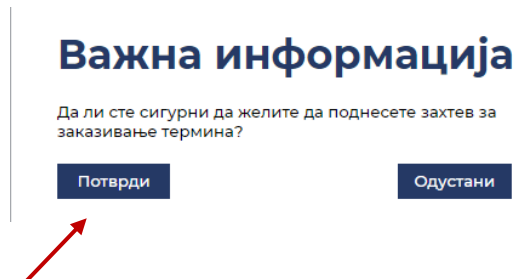 Важна информација
Да ли сте сигурни да желите да поднесете захтев за
заказивање термина?
Потврди
Одустани